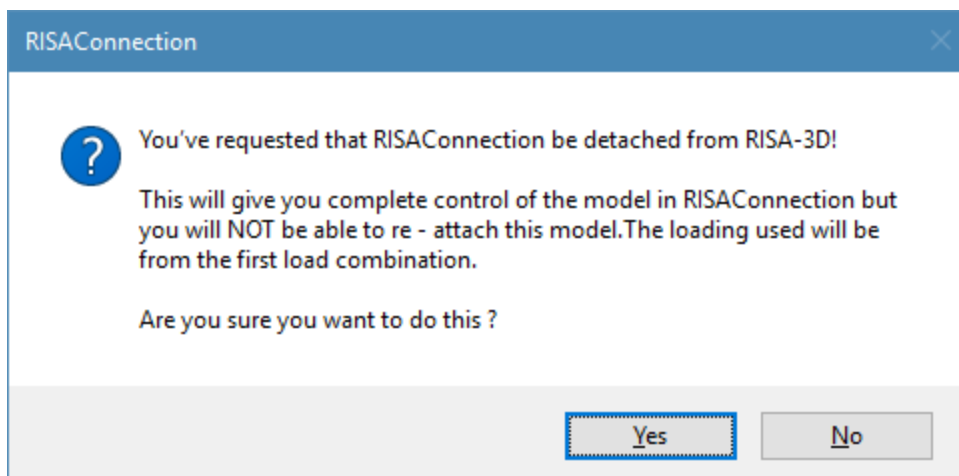 RISAConnection
You've requested that RISAConnection be detached from RISA-3D!
This will give you complete control of the model in RISAConnection but
you will NOT be able to re - attach this model.The loading used will be
from the first load combination.
Are you sure you want to do this ?
Yes
No